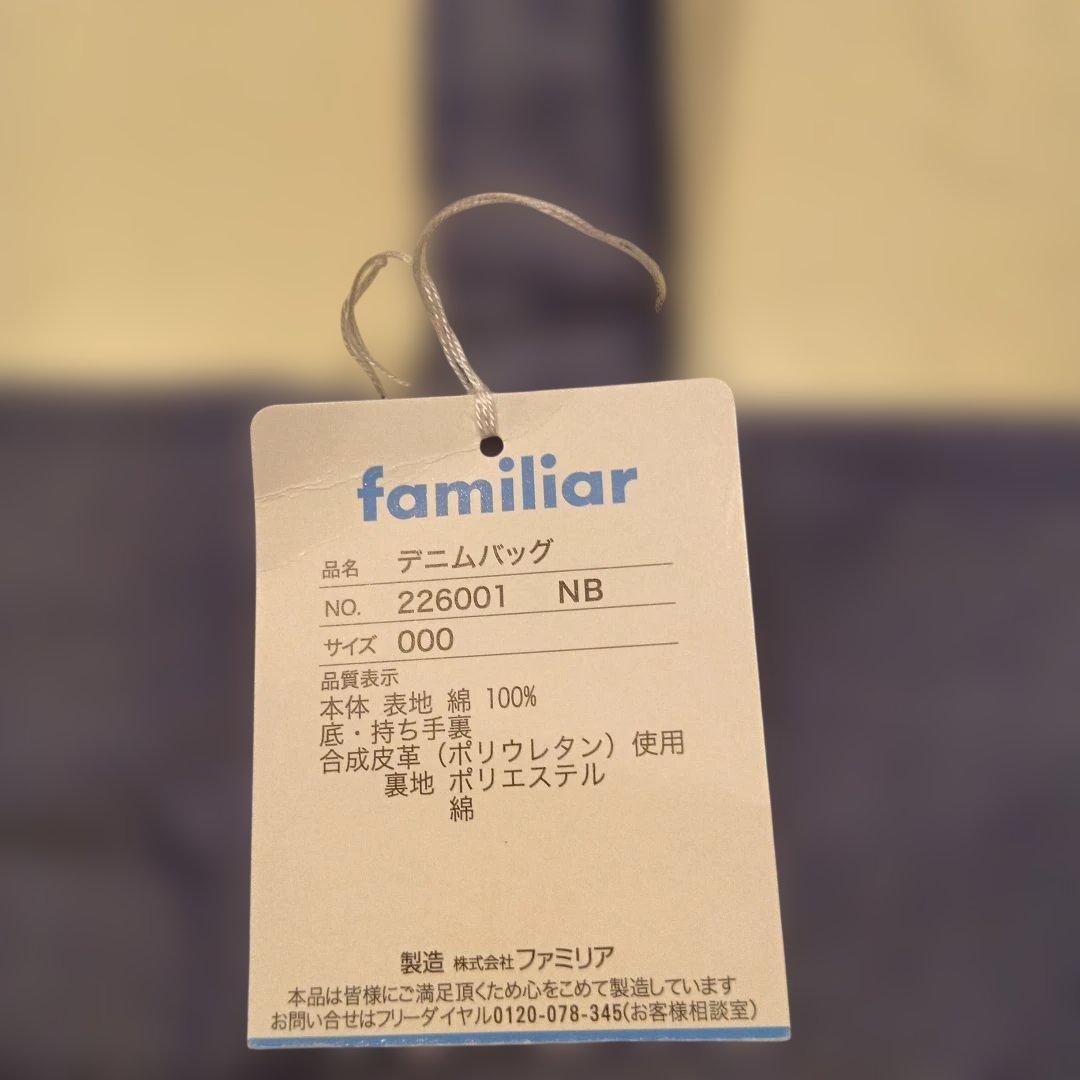 familiar
品名 デニムバッグ
NO. 226001 NB
サイズ 000
品質表示
本体 表地 綿 100%
底・持ち手裏
合成皮革（ポリウレタン）使用
裏地 ポリエステル
綿
製造 株式会社ファミリア
本品は皆様にご満足頂くため心をこめて製造しています
お問い合せはフリーダイヤル0120-078-345(お客様相談室)